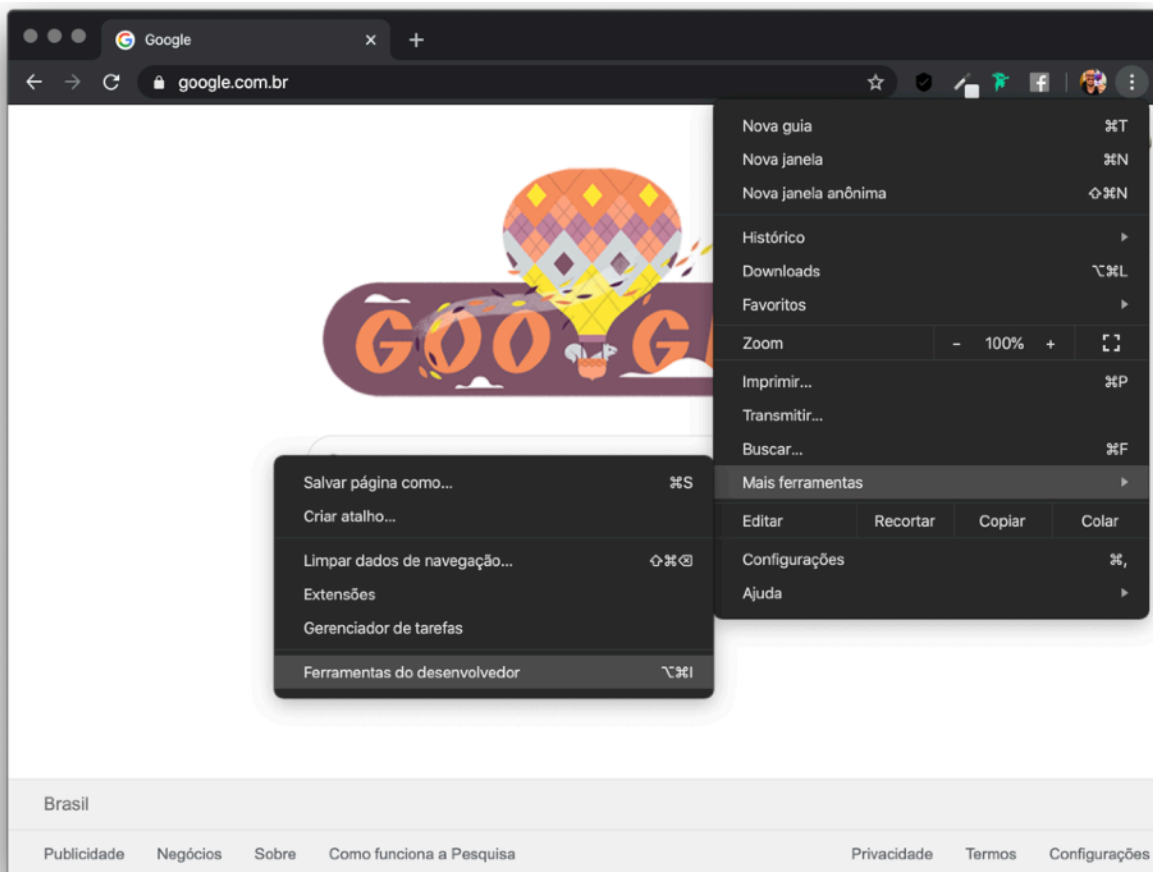 Google
google.com.br
Nova guia ⌘T
Nova janela ⌘N
Nova janela anônima ⇧⌘N
Histórico
Downloads ⌥⌘L
Favoritos
Zoom - 100% +
Imprimir... ⌘P
Transmitir...
Buscar... ⌘F
Mais ferramentas
Editar Recortar Copiar Colar
Configurações ⌘,
Ajuda
Salvar página como... ⌘S
Criar atalho...
Limpar dados de navegação... ⇧⌘⌫
Extensões
Gerenciador de tarefas
Ferramentas do desenvolvedor ⌥⌘I
GOO G
Brasil
Publicidade Negócios Sobre Como funciona a Pesquisa Privacidade Termos Configurações